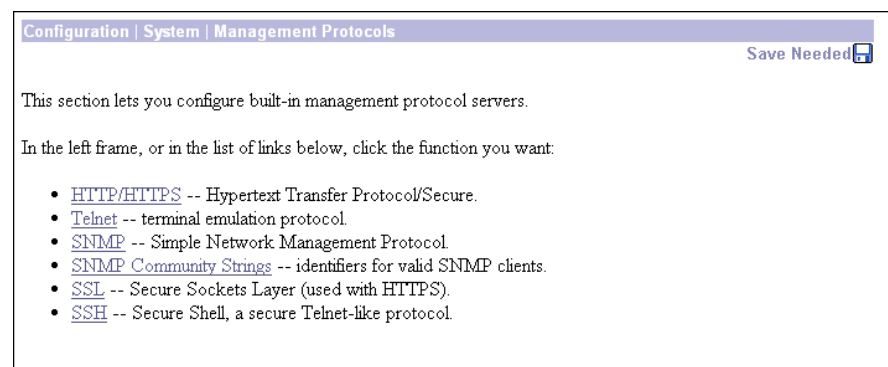 Configuration | System | Management Protocols
Save Needed
This section lets you configure built-in management protocol servers.
In the left frame, or in the list of links below, click the function you want:
• HTTP/HTTPS -- Hypertext Transfer Protocol/Secure.
• Telnet -- terminal emulation protocol.
• SNMP -- Simple Network Management Protocol.
• SNMP Community Strings -- identifiers for valid SNMP clients.
• SSL -- Secure Sockets Layer (used with HTTPS).
• SSH -- Secure Shell, a secure Telnet-like protocol.